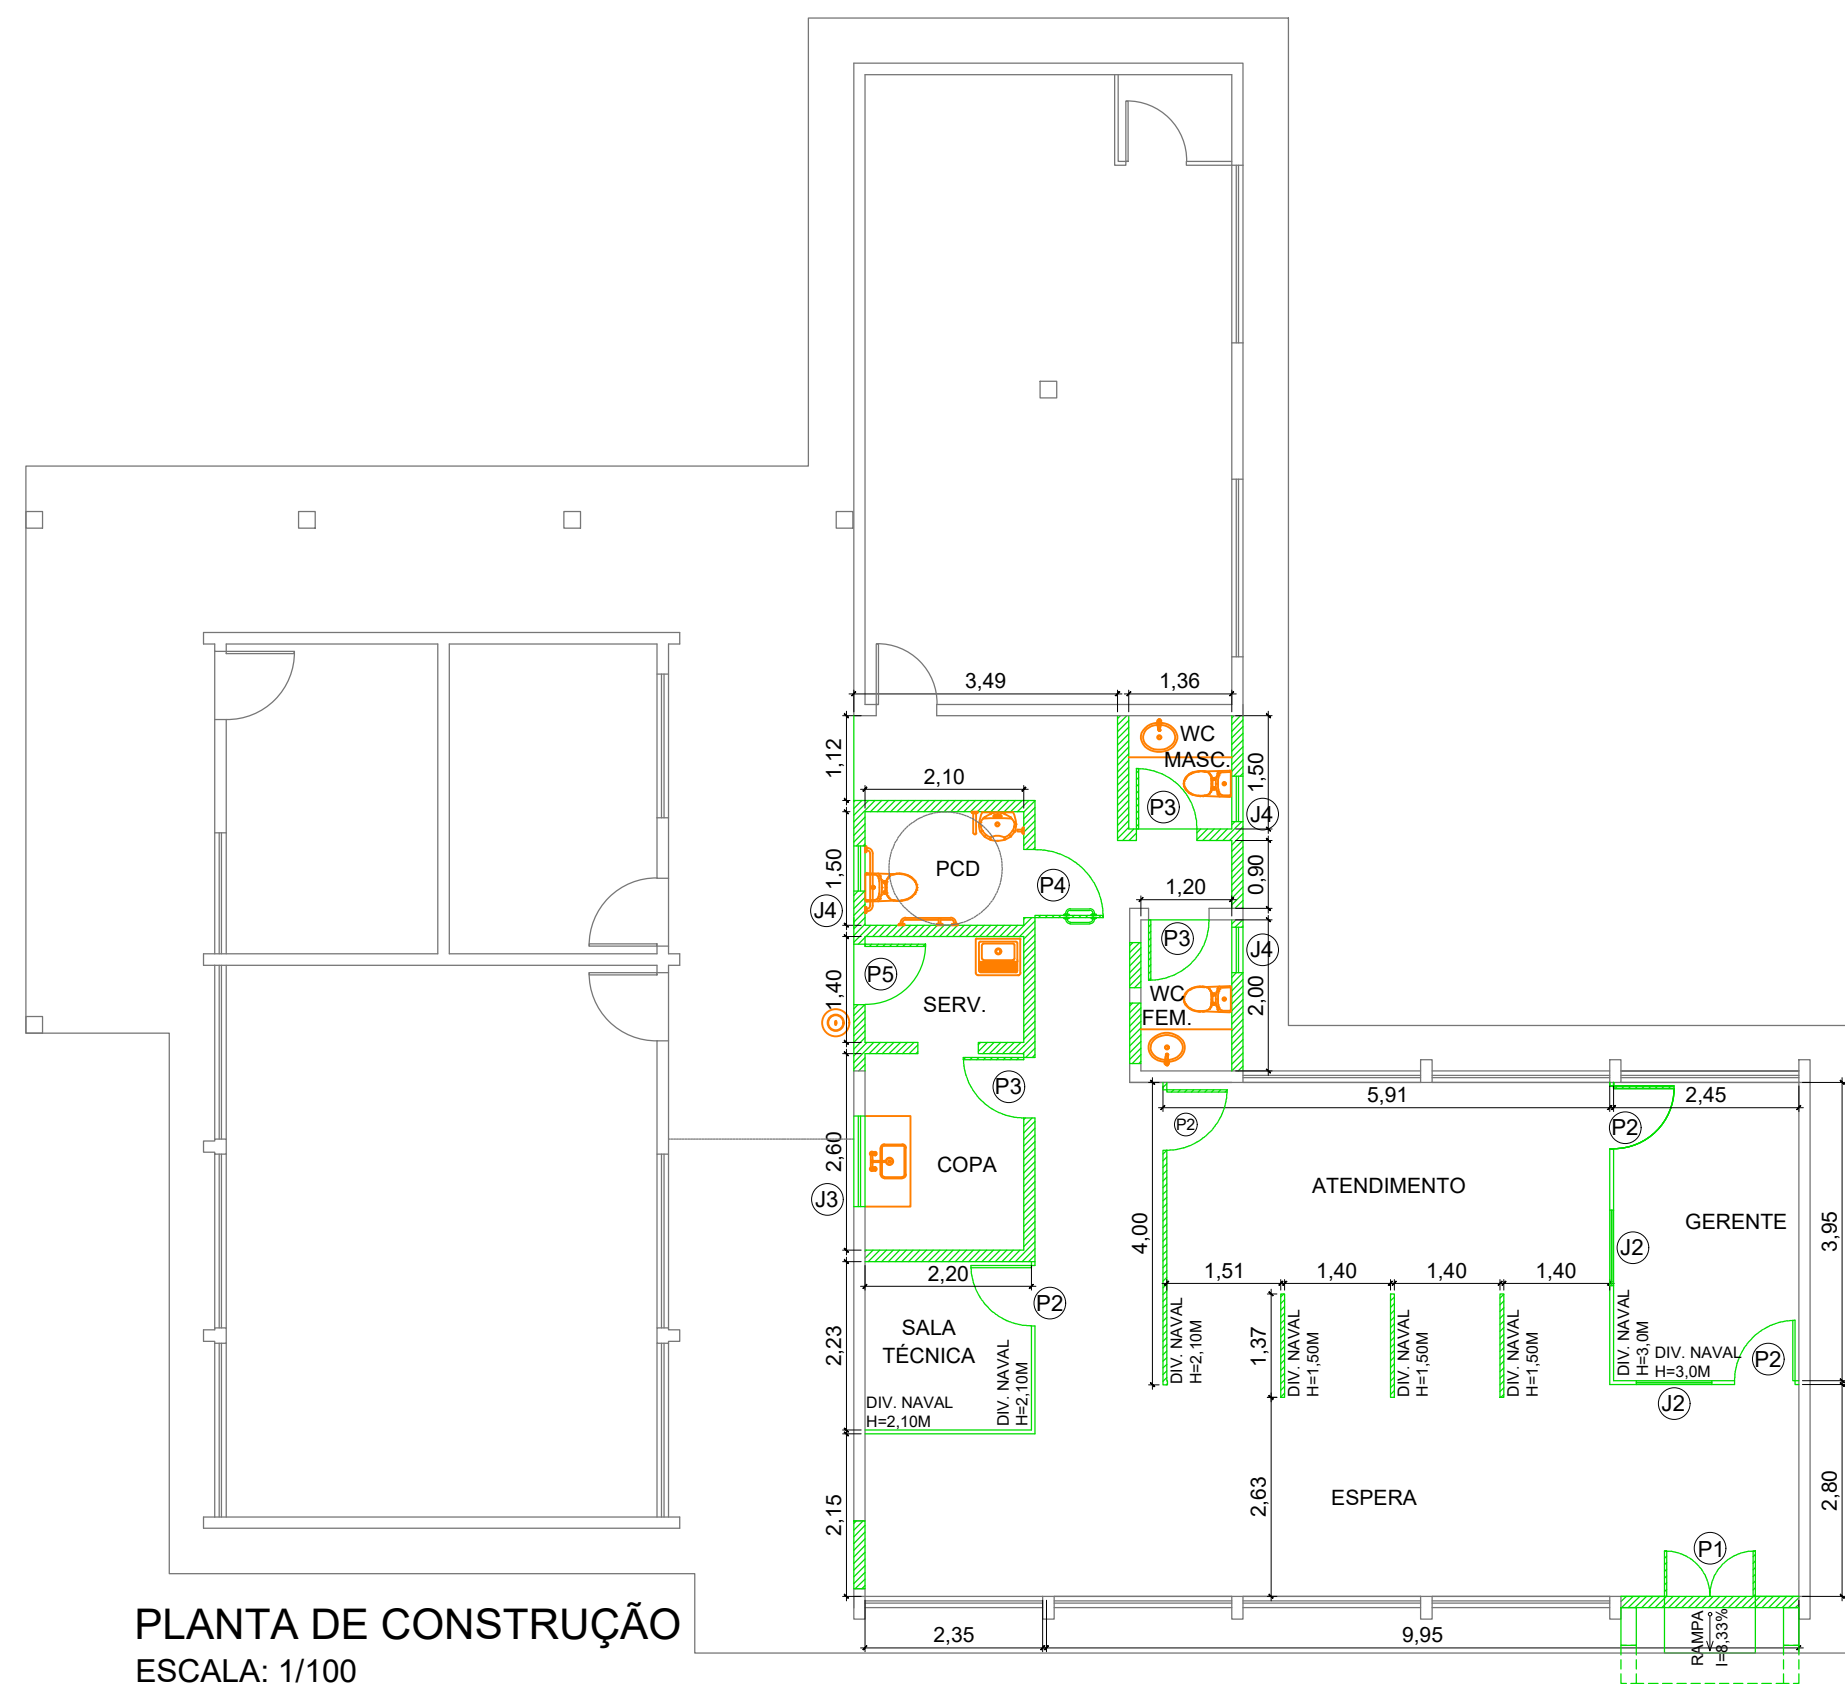 3,49
1,36
1,12
WC
MASC.
1,50
2,10
P3
J4
1,50
PCD
P4
0,90
1,20
J4
P3
J4
P5
1,40
SERV.
WC
FEM.
2,00
P3
5,91
2,45
P2
P2
2,60
COPA
J3
ATENDIMENTO
4,00
GERENTE
3,95
J2
2,20
1,51
1,40
1,40
1,40
P2
SALA
TÉCNICA
2,23
DIV. NAVAL
H=2,10M
DIV. NAVAL
H=2,10M
DIV. NAVAL
H=2,10M
1,37
DIV. NAVAL
H=1,50M
DIV. NAVAL
H=1,50M
DIV. NAVAL
H=1,50M
DIV. NAVAL
H=3,0M
DIV. NAVAL
H=3,0M
P2
J2
2,15
2,63
ESPERA
2,80
P1
2,35
9,95
RAMPA
I=8,33%
PLANTA DE CONSTRUÇÃO
ESCALA: 1/100